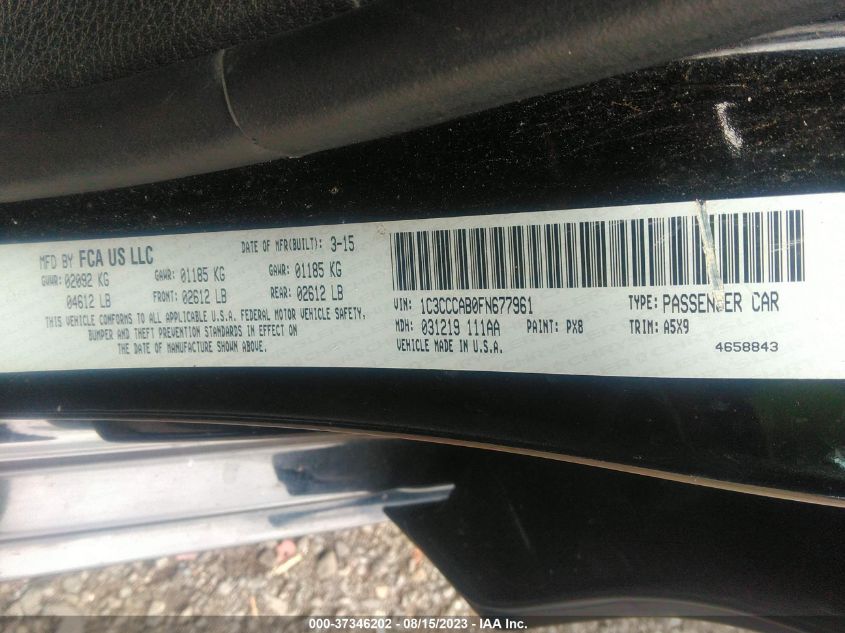 MFD BY FCA US LLC DATE OF MFR(BUILT): 3-15
GVWR: 02092 KG GAWR: 01185 KG GAWR: 01185 KG
04612 LB FRONT: 02612 LB REAR: 02612 LB
THIS VEHICLE CONFORMS TO ALL APPLICABLE U.S.A. FEDERAL MOTOR VEHICLE SAFETY,
BUMPER AND THEFT PREVENTION STANDARDS IN EFFECT ON
THE DATE OF MANUFACTURE SHOWN ABOVE.
VIN: 1C3CCCAB0FN677961 TYPE: PASSENGER CAR
MDH: 031219 111AA PAINT: PX8 TRIM: A5X9
VEHICLE MADE IN U.S.A. 4658843
000-37346202 - 08/15/2023 - IAA Inc.